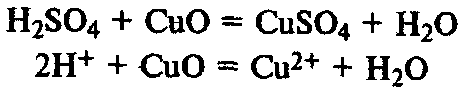 H₂SO₄ + CuO = CuSO₄ + H₂O
2H⁺ + CuO = Cu²⁺ + H₂O